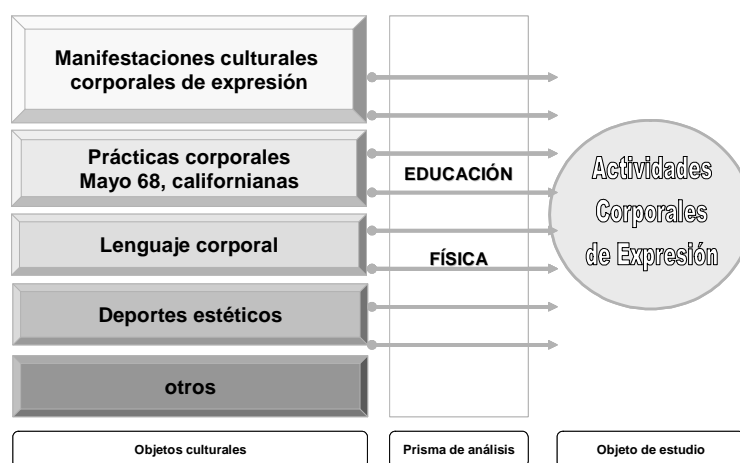 Manifestaciones culturales
corporales de expresión
Prácticas corporales
Mayo 68, californianas
Lenguaje corporal
Deportes estéticos
otros
EDUCACIÓN
FÍSICA
Actividades
Corporales
de Expresión
Objetos culturales
Prisma de análisis
Objeto de estudio